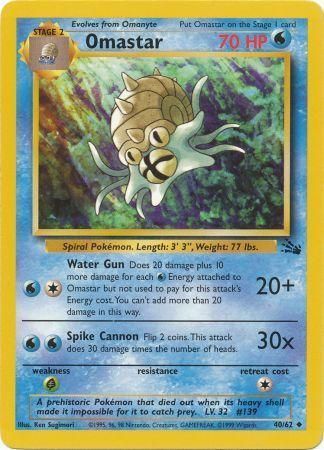 STAGE 2
Evolves from Omanyte
Put Omastar on the Stage 1 card
Omastar
70 HP
Spiral Pokémon. Length: 3' 3", Weight: 77 lbs.
Water Gun Does 20 damage plus 10
more damage for each Energy attached to
Omastar but not used to pay for this attack's
Energy cost. You can't add more than 20
damage in this way.
20+
Spike Cannon Flip 2 coins. This attack
does 30 damage times the number of heads.
30x
weakness
resistance
retreat cost
A prehistoric Pokémon that died out when its heavy shell
made it impossible for it to catch prey. LV. 32 #139
Illus. Ken Sugimori
©1995, 96, 98 Nintendo, Creatures, GAMEFREAK. ©1999 Wizards.
40/62